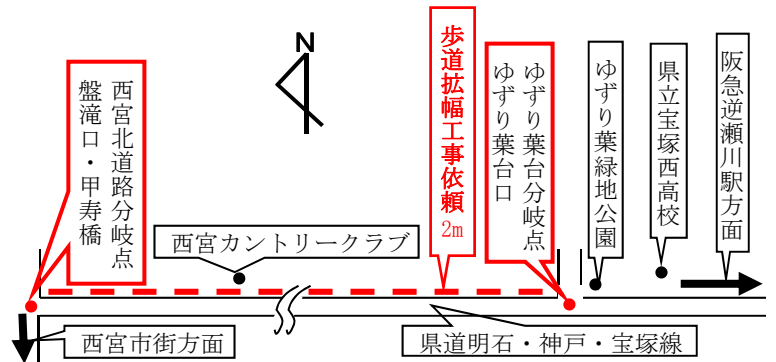 N
西宮北道路分岐点
盤滝口・甲寿橋
西宮カントリークラブ
歩道拡幅工事依頼
2m
ゆずり葉台分岐点
ゆずり葉台口
ゆずり葉緑地公園
県立宝塚西高校
阪急逆瀬川駅方面
西宮市街方面
県道明石・神戸・宝塚線